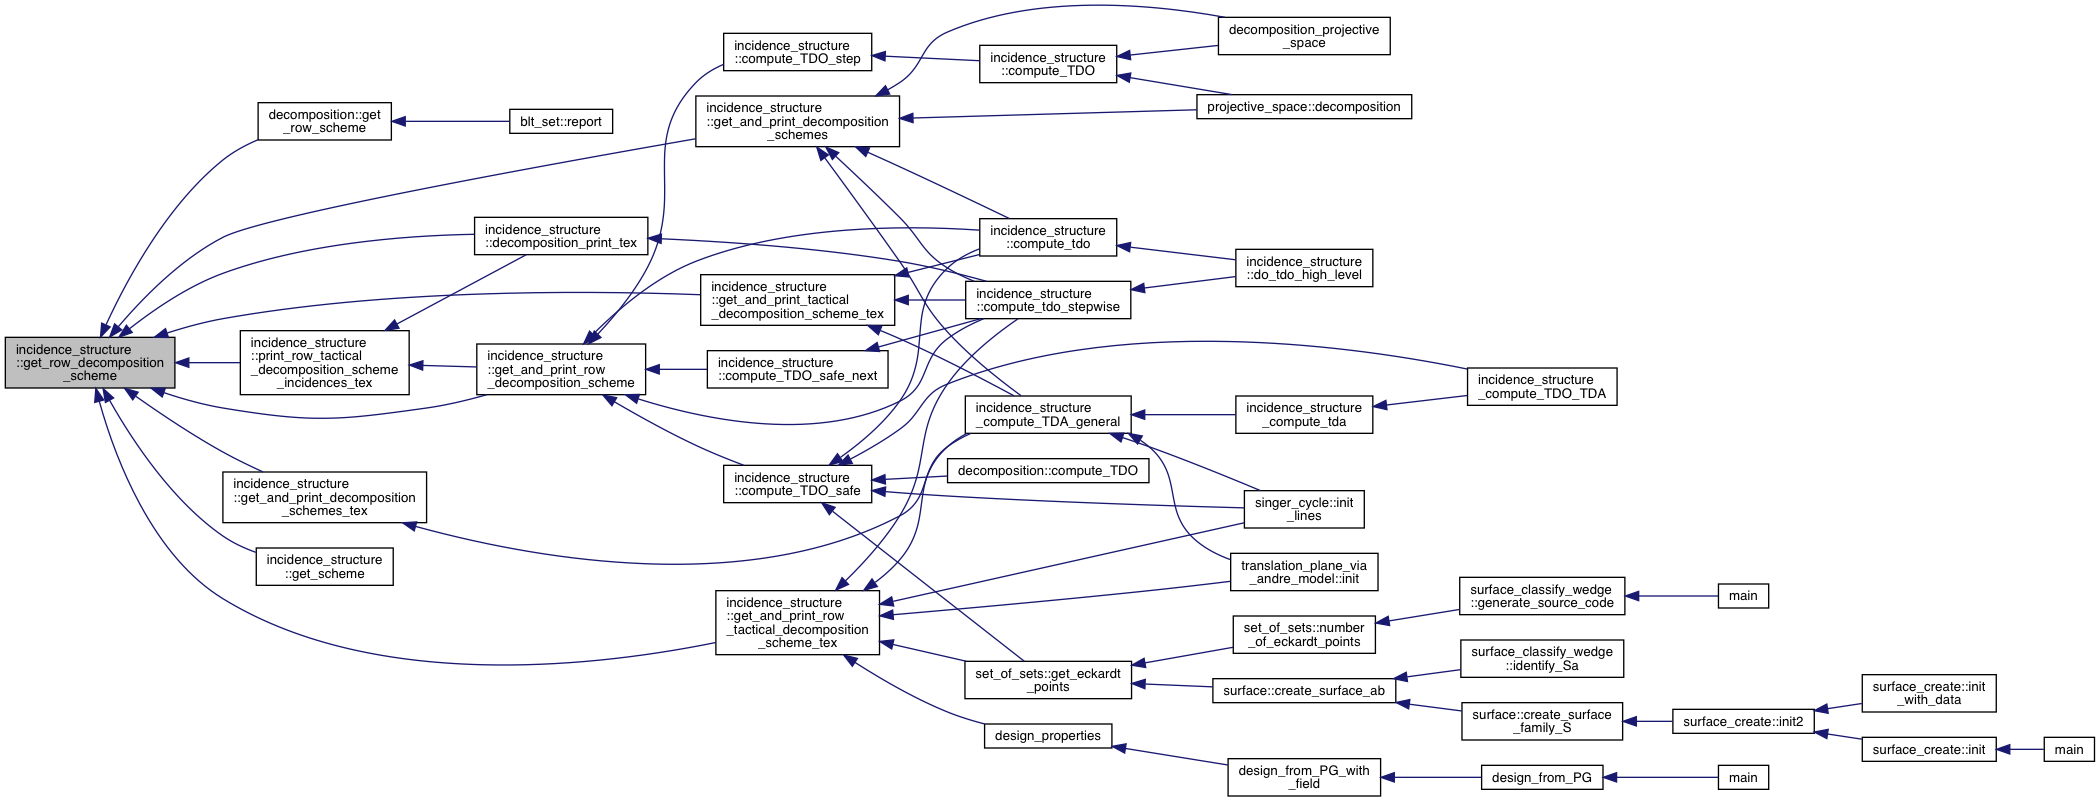 incidence_structure
::get_row_decomposition
_scheme
decomposition::get
_row_scheme
blt_set::report
incidence_structure
::decomposition_print_tex
incidence_structure
::print_row_tactical
_decomposition_scheme
_incidences_tex
incidence_structure
::get_and_print_row
_decomposition_scheme
incidence_structure
::get_and_print_decomposition
_schemes_tex
incidence_structure
::get_scheme
incidence_structure
::compute_TDO_step
incidence_structure
::get_and_print_decomposition
_schemes
incidence_structure
::get_and_print_tactical
_decomposition_scheme_tex
incidence_structure
::compute_TDO_safe_next
incidence_structure
::compute_TDO_safe
incidence_structure
::get_and_print_row
_tactical_decomposition
_scheme_tex
incidence_structure
::compute_TDO
incidence_structure
::compute_tdo
incidence_structure
::compute_tdo_stepwise
incidence_structure
_compute_TDA_general
decomposition::compute_TDO
set_of_sets::get_eckardt
_points
design_properties
decomposition_projective
_space
projective_space::decomposition
incidence_structure
::do_tdo_high_level
incidence_structure
_compute_tda
singer_cycle::init
_lines
translation_plane_via
_andre_model::init
set_of_sets::number
_of_eckardt_points
surface::create_surface_ab
design_from_PG_with
_field
incidence_structure
_compute_TDO_TDA
surface_classify_wedge
::generate_source_code
surface_classify_wedge
::identify_Sa
surface::create_surface
_family_S
design_from_PG
main
surface_create::init2
main
surface_create::init
_with_data
surface_create::init
main